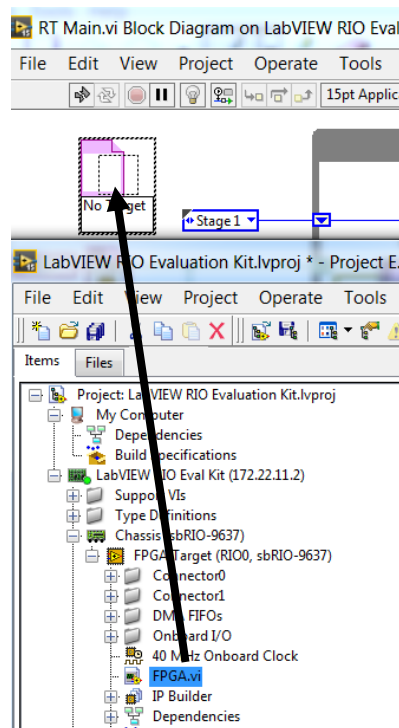 RT Main.vi Block Diagram on LabVIEW RIO Eval
File Edit View Project Operate Tools
15pt Applic
No Target
Stage 1
LabVIEW RIO Evaluation Kit.lvproj * - Project E
File Edit View Project Operate Tools
Items Files
Project: LabVIEW RIO Evaluation Kit.lvproj
My Computer
Dependencies
Build Specifications
LabVIEW RIO Eval Kit (172.22.11.2)
Support VIs
Type Definitions
Chassis (sbRIO-9637)
FPGA Target (RIO0, sbRIO-9637)
Connector0
Connector1
DMA FIFOs
Onboard I/O
40 MHz Onboard Clock
FPGA.vi
IP Builder
Dependencies